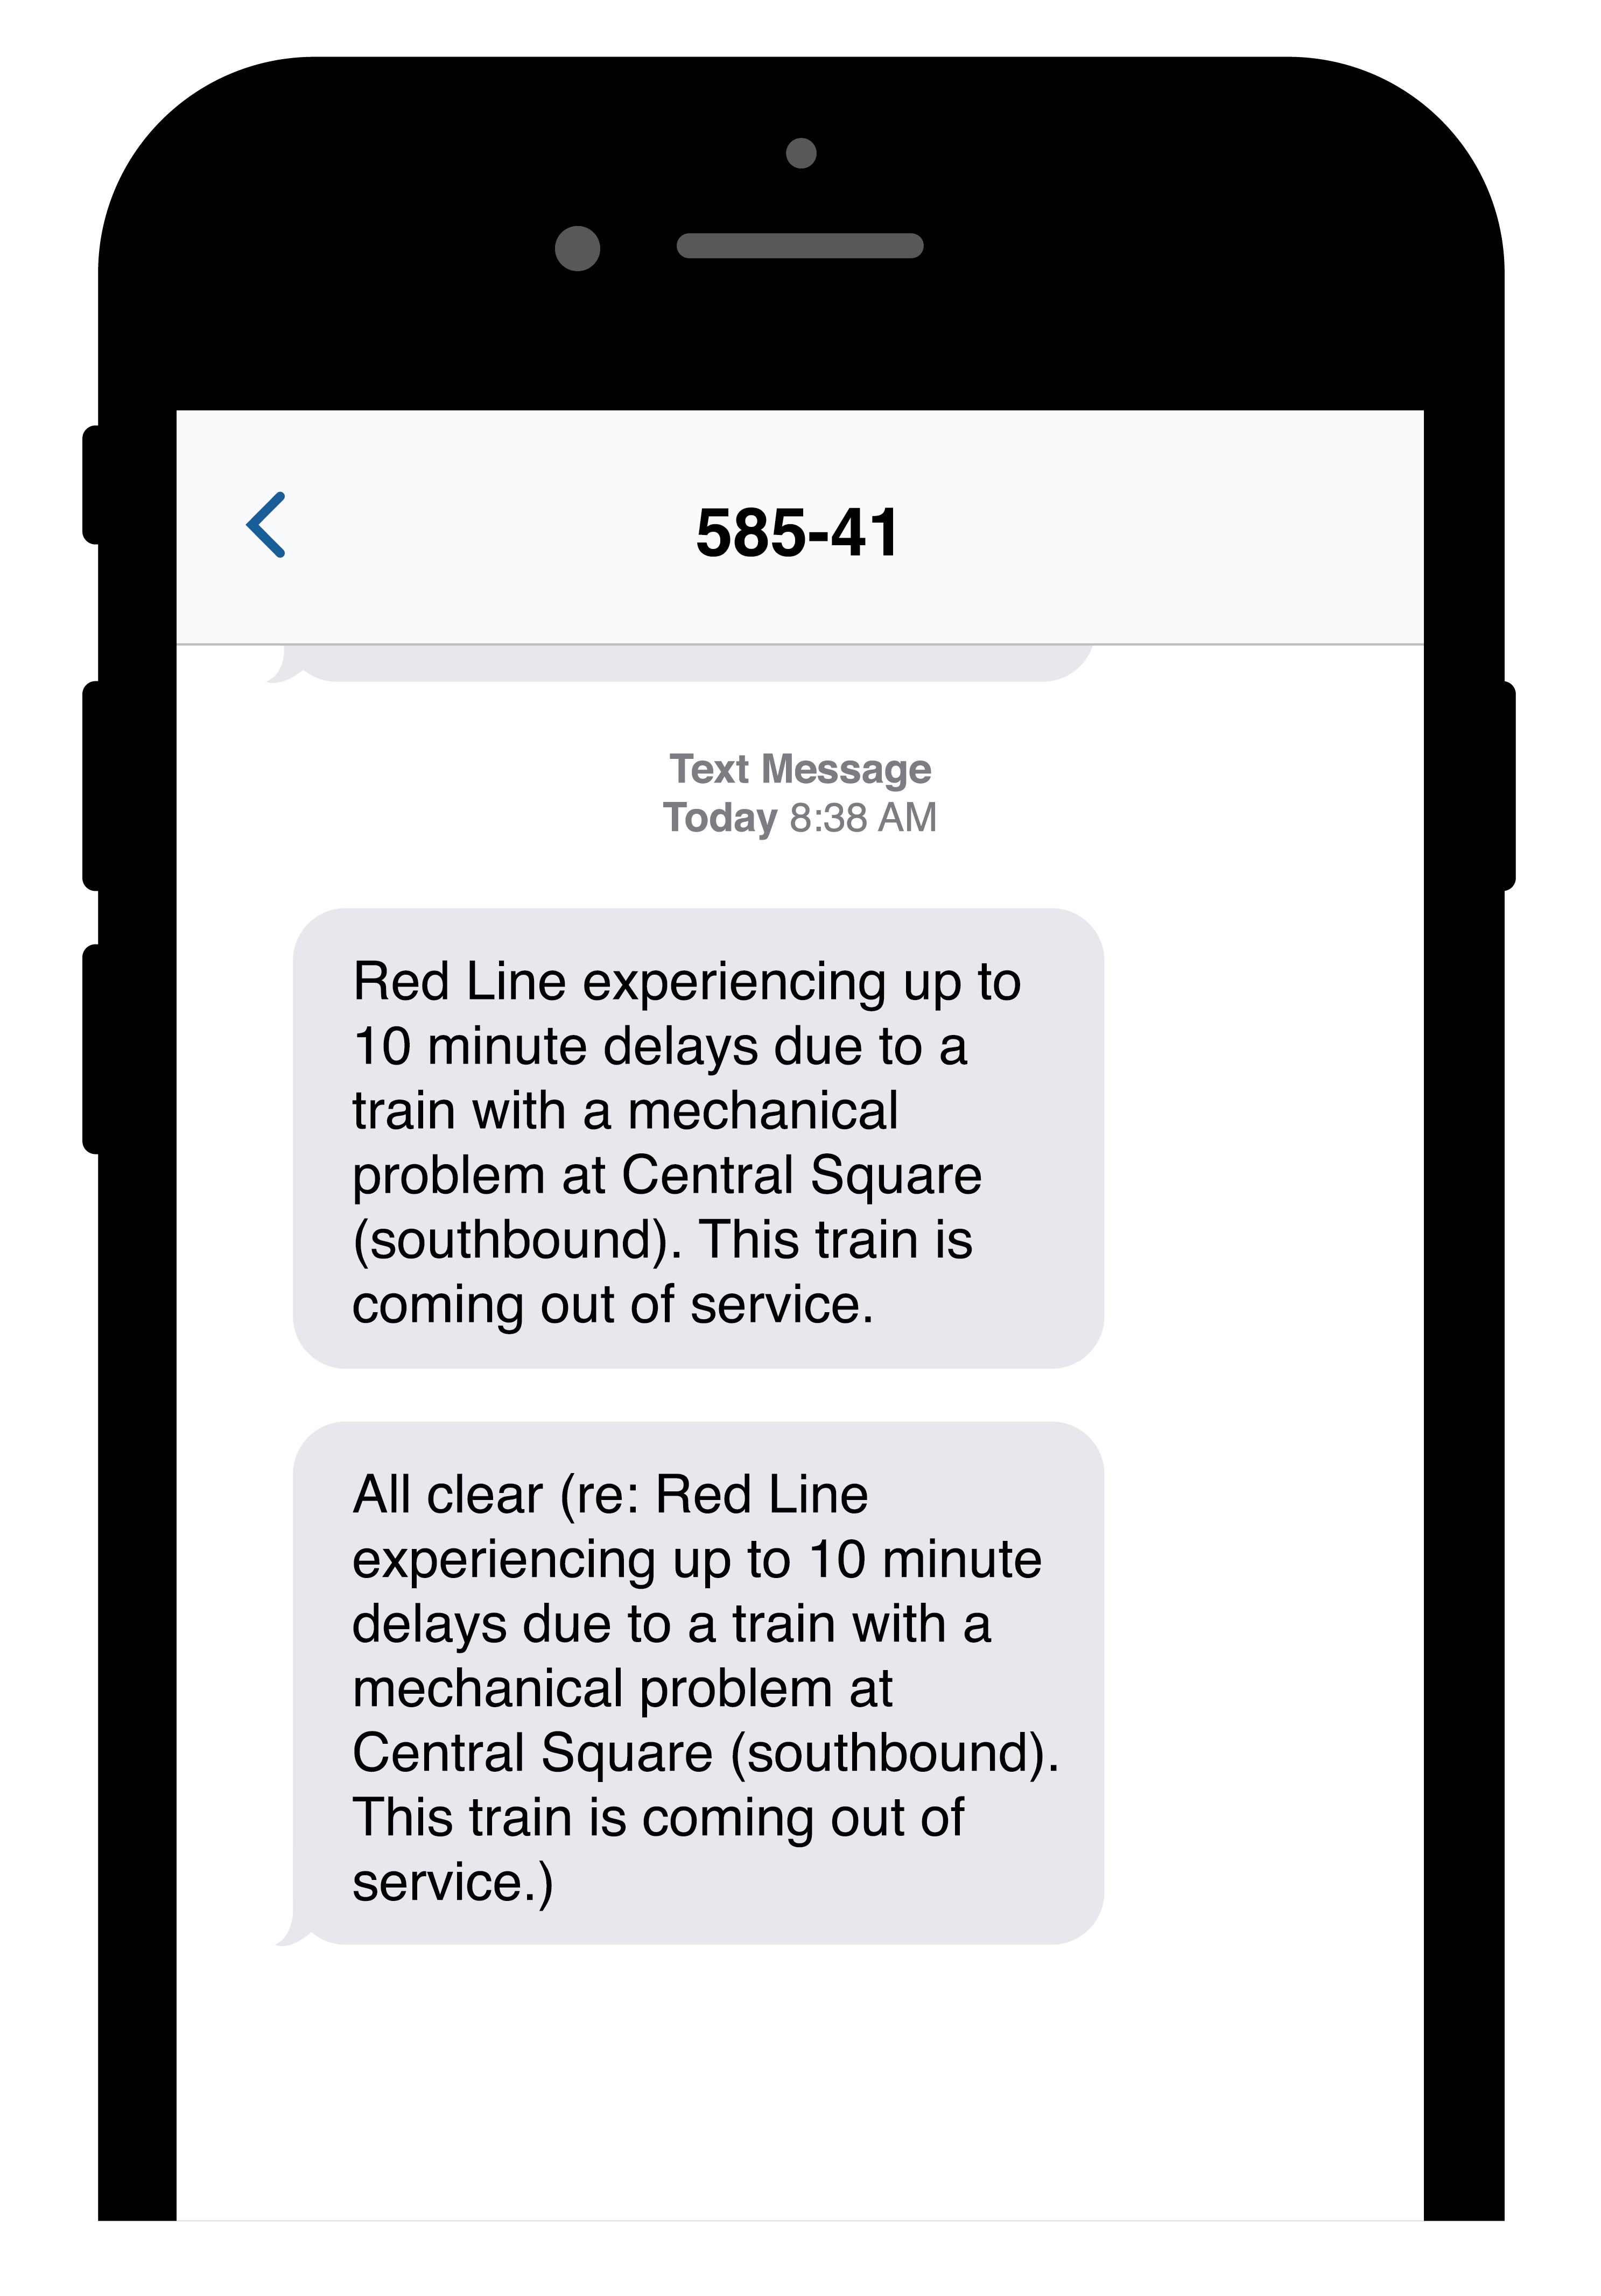 585-41
Text Message
Today 8:38 AM
Red Line experiencing up to
10 minute delays due to a
train with a mechanical
problem at Central Square
(southbound). This train is
coming out of service.
All clear (re: Red Line
experiencing up to 10 minute
delays due to a train with a
mechanical problem at
Central Square (southbound).
This train is coming out of
service.)